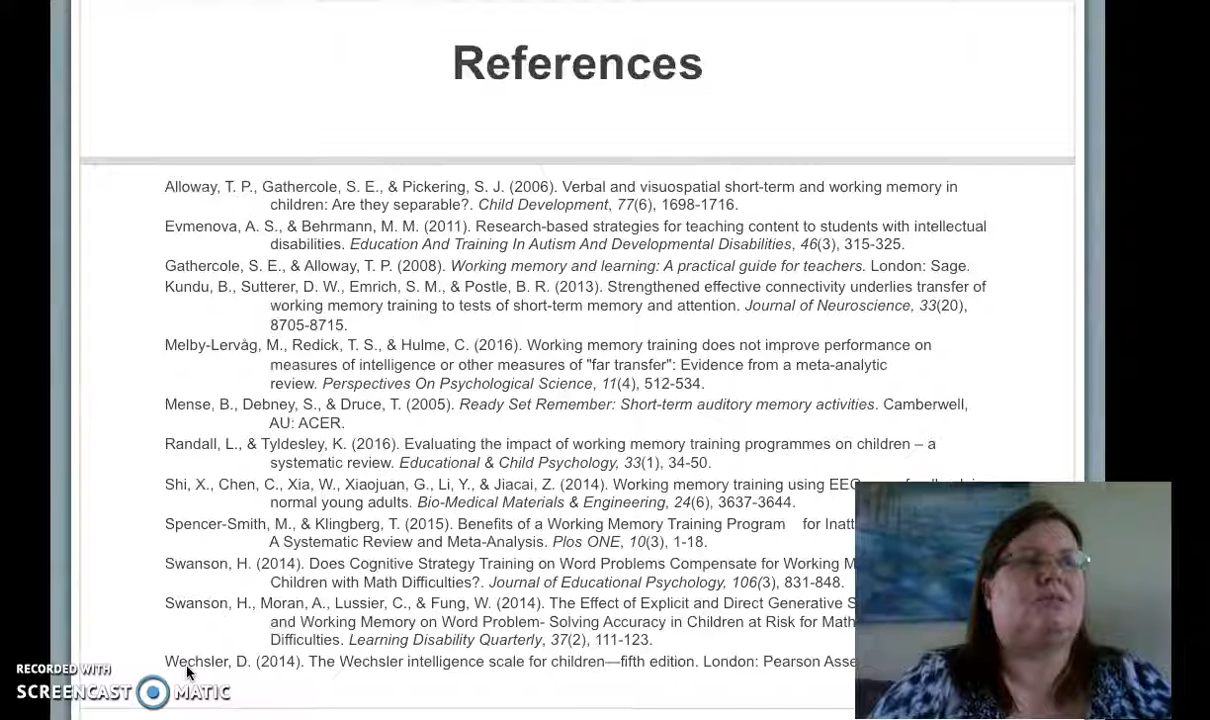 References
Alloway, T. P., Gathercole, S. E., & Pickering, S. J. (2006). Verbal and visuospatial short-term and working memory in
children: Are they separable?. Child Development, 77(6), 1698-1716.
Evmenova, A. S., & Behrmann, M. M. (2011). Research-based strategies for teaching content to students with intellectual
disabilities. Education And Training In Autism And Developmental Disabilities, 46(3), 315-325.
Gathercole, S. E., & Alloway, T. P. (2008). Working memory and learning: A practical guide for teachers. London: Sage.
Kundu, B., Sutterer, D. W., Emrich, S. M., & Postle, B. R. (2013). Strengthened effective connectivity underlies transfer of
working memory training to tests of short-term memory and attention. Journal of Neuroscience, 33(20),
8705-8715.
Melby-Lervåg, M., Redick, T. S., & Hulme, C. (2016). Working memory training does not improve performance on
measures of intelligence or other measures of "far transfer": Evidence from a meta-analytic
review. Perspectives On Psychological Science, 11(4), 512-534.
Mense, B., Debney, S., & Druce, T. (2005). Ready Set Remember: Short-term auditory memory activities. Camberwell,
AU: ACER.
Randall, L., & Tyldesley, K. (2016). Evaluating the impact of working memory training programmes on children – a
systematic review. Educational & Child Psychology, 33(1), 34-50.
Shi, X., Chen, C., Xia, W., Xiaojuan, G., Li, Y., & Jiacai, Z. (2014). Working memory training using
normal young adults. Bio-Medical Materials & Engineering, 24(6), 3637-3644.
Spencer-Smith, M., & Klingberg, T. (2015). Benefits of a Working Memory Training Program for
A Systematic Review and Meta-Analysis. Plos ONE, 10(3), 1-18.
Swanson, H. (2014). Does Cognitive Strategy Training on Word Problems Compensate for Working
Children with Math Difficulties?. Journal of Educational Psychology, 106(3), 831-848.
Swanson, H., Moran, A., Lussier, C., & Fung, W. (2014). The Effect of Explicit and Direct Generative
and Working Memory on Word Problem- Solving Accuracy in Children at Risk for Math
Difficulties. Learning Disability Quarterly, 37(2), 111-123.
Wechsler, D. (2014). The Wechsler intelligence scale for children—fifth edition. London: Pearson
RECORDED WITH
SCREENCAST MATIC